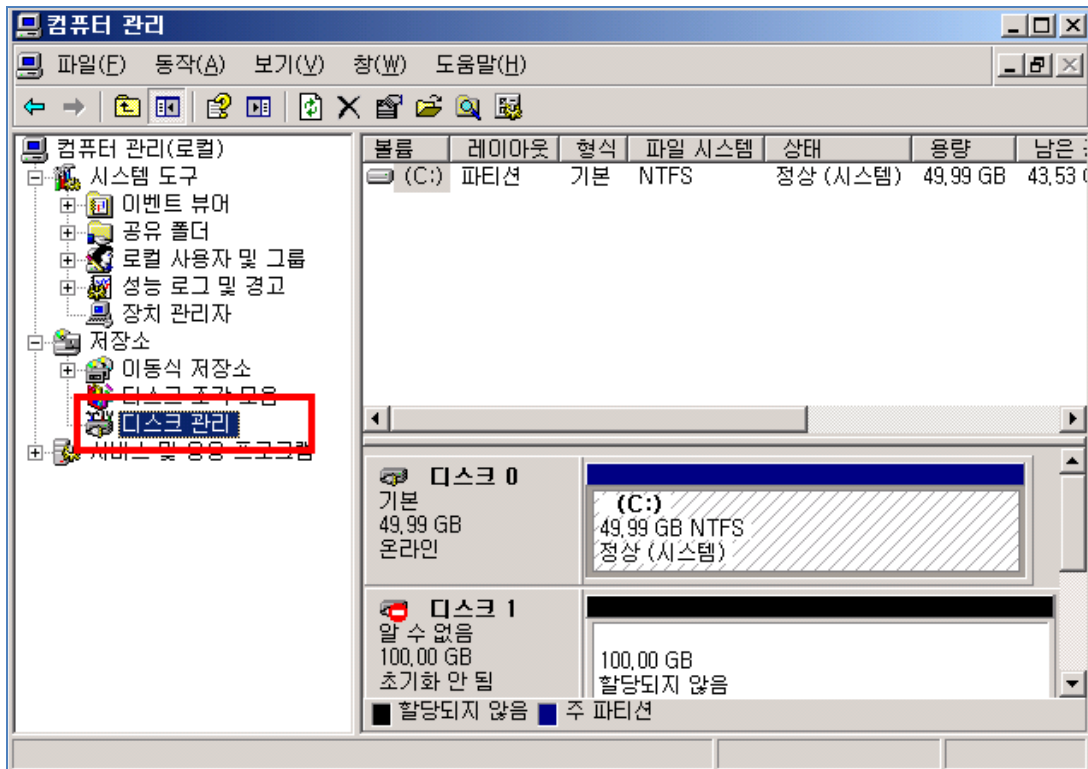 컴퓨터 관리
파일(F) 동작(A) 보기(V) 창(W) 도움말(H)
컴퓨터 관리(로컬)
시스템 도구
이벤트 뷰어
공유 폴더
로컬 사용자 및 그룹
성능 로그 및 경고
장치 관리자
저장소
이동식 저장소
디스크 조각 모음
디스크 관리
서비스 및 응용 프로그램
볼륨 레이아웃 형식 파일 시스템 상태 용량 남은
(C:) 파티션 기본 NTFS 정상 (시스템) 49,99 GB 43,53
디스크 0
기본
49,99 GB
온라인
(C:)
49,99 GB NTFS
정상 (시스템)
디스크 1
알 수 없음
100,00 GB
초기화 안 됨
100,00 GB
할당되지 않음
할당되지 않음 주 파티션